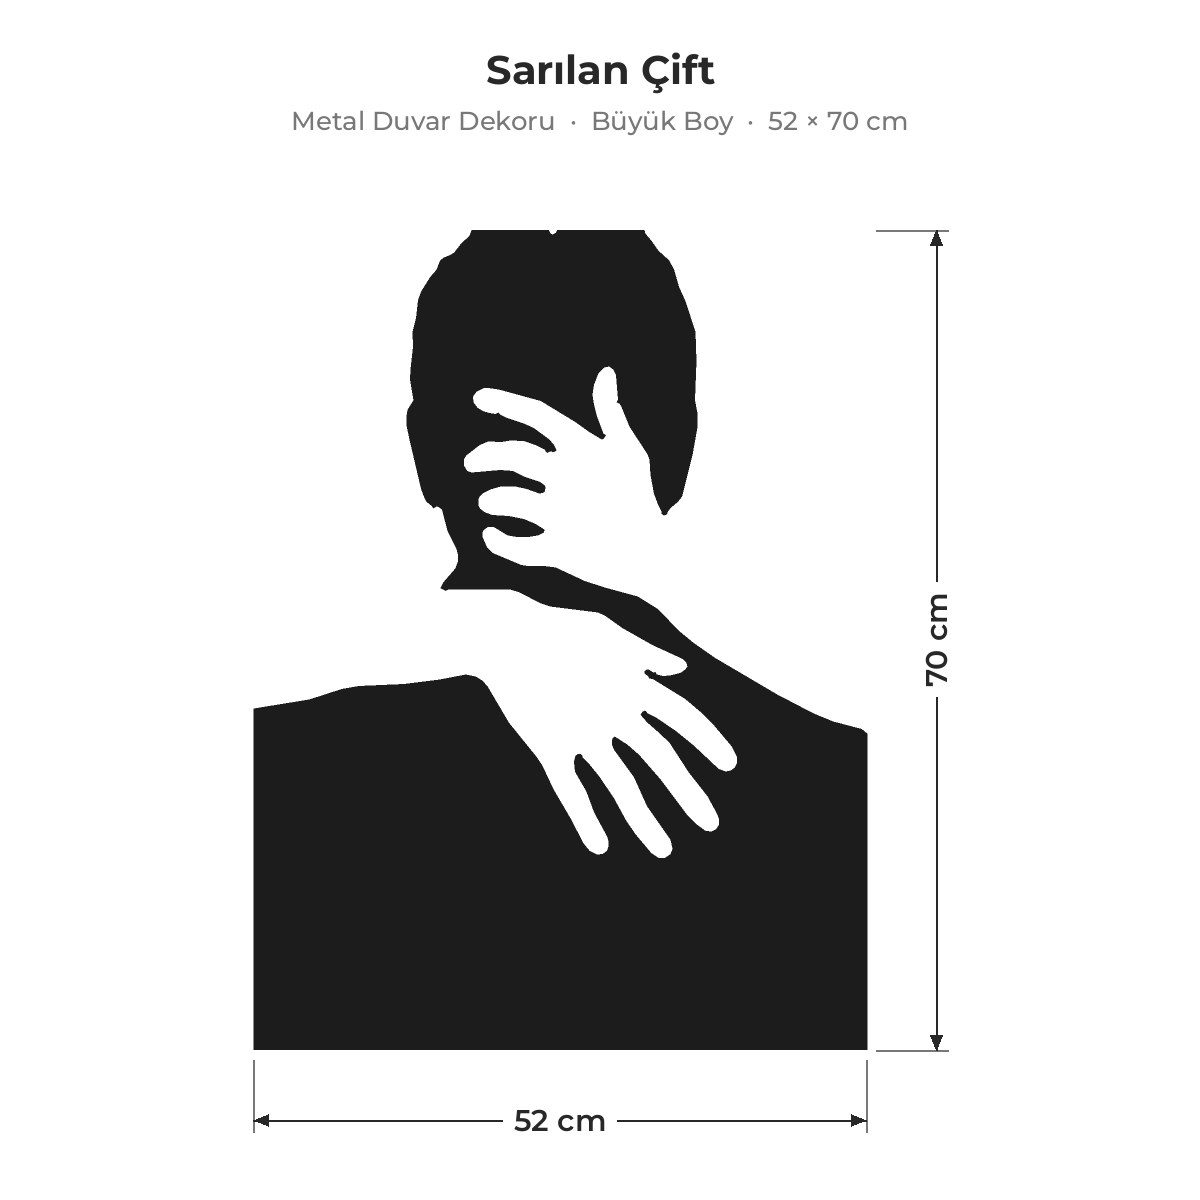 Sarılan Çift
Metal Duvar Dekoru · Büyük Boy · 52 × 70 cm
70 cm
52 cm